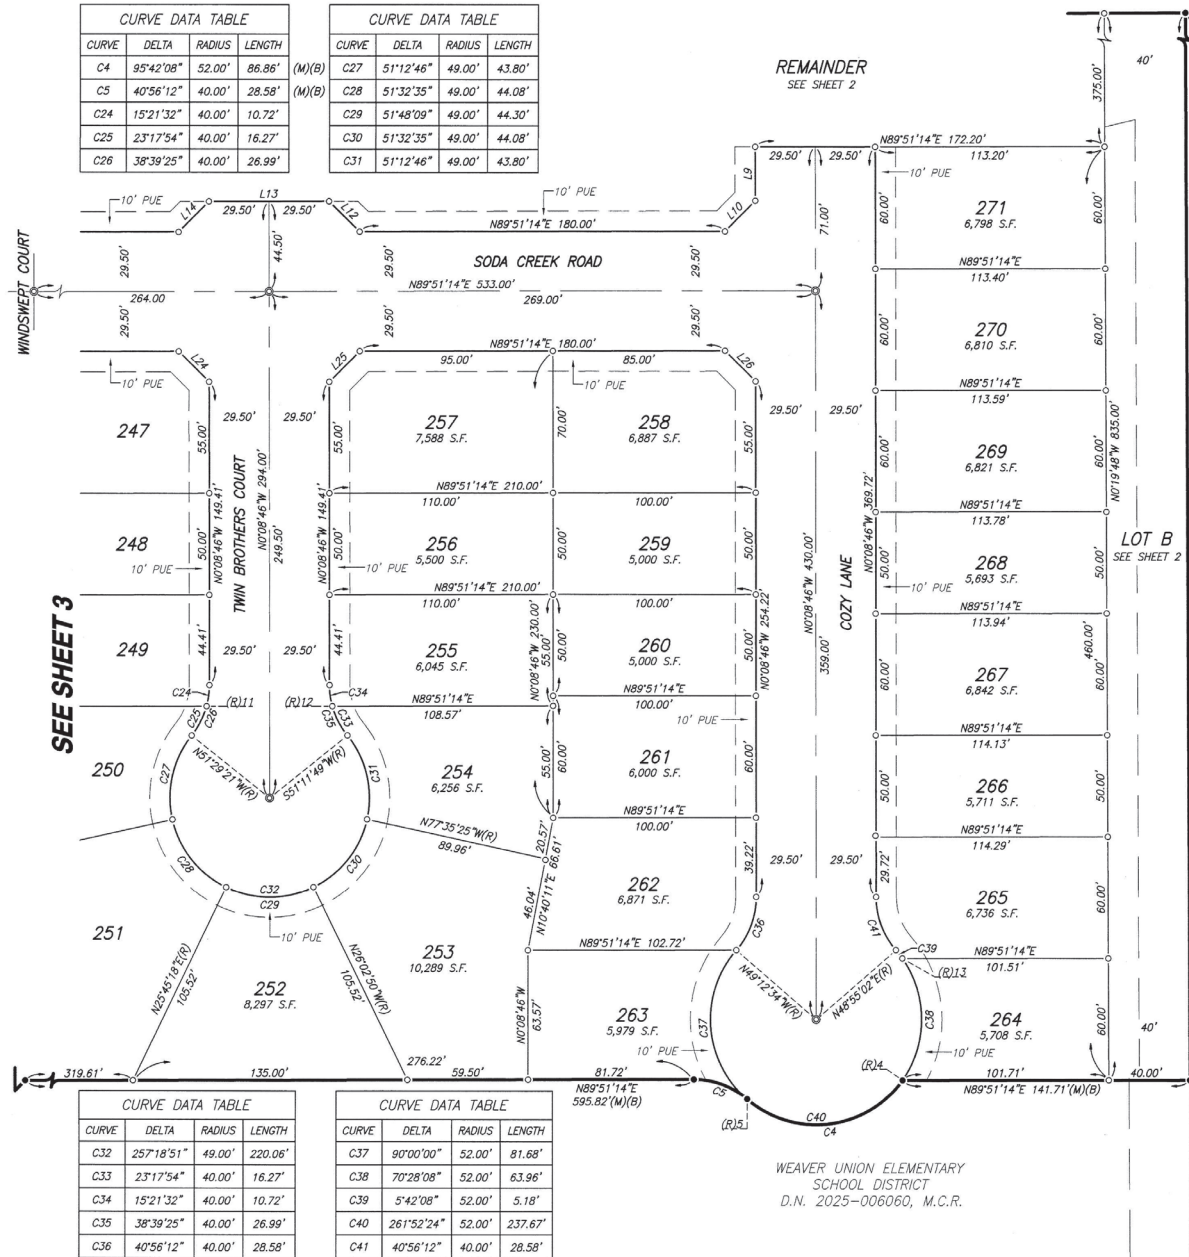 CURVE DATA TABLE
CURVE DELTA RADIUS LENGTH
C4 95°42'08" 52.00' 86.86' (M)(B)
C5 40°56'12" 40.00' 28.58' (M)(B)
C24 15°21'32" 40.00' 10.72'
C25 23°17'54" 40.00' 16.27'
C26 38°39'25" 40.00' 26.99'
CURVE DATA TABLE
CURVE DELTA RADIUS LENGTH
C27 51°12'46" 49.00' 43.80'
C28 51°32'35" 49.00' 44.08'
C29 51°48'09" 49.00' 44.30'
C30 51°32'35" 49.00' 44.08'
C31 51°12'46" 49.00' 43.80'
REMAINDER
SEE SHEET 2
40'
375.00'
N89°51'14"E 172.20'
29.50' 29.50' 113.20'
L9
10' PUE
L13
10' PUE
10' PUE
L14
29.50' 29.50'
L12
L10
N89°51'14"E 180.00'
71.00'
60.00'
271
6,798 S.F.
60.00'
WINDSWEPT COURT
29.50'
44.50'
29.50'
SODA CREEK ROAD
29.50'
N89°51'14"E
113.40'
N89°51'14"E 533.00'
264.00
269.00'
29.50'
29.50'
29.50'
60.00'
270
6,810 S.F.
60.00'
N89°51'14"E 180.00'
L24
L25
95.00' 85.00'
L26
10' PUE
10' PUE
10' PUE
N89°51'14"E
113.59'
247
55.00'
29.50' 29.50'
55.00'
257
7,588 S.F.
70.00'
258
6,887 S.F.
55.00'
29.50' 29.50'
60.00'
269
6,821 S.F.
60.00'
N0°19'48"W 835.00'
TWIN BROTHERS COURT
N0°08'46"W 294.00'
249.50'
N0°08'46"W 149.41'
N0°08'46"W 149.41'
N89°51'14"E 210.00'
110.00' 100.00'
N0°08'46"W 369.72'
N89°51'14"E
113.78'
248
50.00'
10' PUE
50.00'
256
5,500 S.F.
10' PUE
50.00'
259
5,000 S.F.
50.00'
N0°08'46"W 430.00'
359.00'
COZY LANE
50.00'
268
5,693 S.F.
10' PUE
50.00'
LOT B
SEE SHEET 2
N89°51'14"E 210.00'
110.00' 100.00'
N89°51'14"E
113.94'
SEE SHEET 3
249
44.41'
29.50' 29.50'
44.41'
255
6,045 S.F.
N0°08'46"W 230.00'
55.00'
50.00'
260
5,000 S.F.
N0°08'46"W 254.22'
60.00'
267
6,842 S.F.
460.00'
60.00'
C24
(R)11
(R)12
C34
N89°51'14"E
108.57'
N89°51'14"E
100.00'
10' PUE
N89°51'14"E
114.13'
C25
C26
C35
C33
N51°29'21"W(R)
S51°11'49"W(R)
250
C27
C31
254
6,256 S.F.
55.00'
60.00'
261
6,000 S.F.
60.00'
50.00'
266
5,711 S.F.
50.00'
N77°35'25"W(R)
89.96'
N89°51'14"E
100.00'
N89°51'14"E
114.29'
C28
C30
C32
C29
20.57'
N10°40'11"E 66.61'
46.04'
262
6,871 S.F.
39.22'
29.50' 29.50'
29.72'
265
6,736 S.F.
60.00'
251
10' PUE
C36
C41
C39
N89°51'14"E 102.72'
N89°51'14"E
101.51'
(R)13
N25°45'18"E(R)
105.52'
252
8,297 S.F.
N26°02'50"W(R)
105.52'
253
10,289 S.F.
N0°08'46"W
63.57'
263
5,979 S.F.
N49°12'34"W(R)
N48°55'02"E(R)
C37
C38
264
5,708 S.F.
60.00'
40'
10' PUE
10' PUE
(R)4
319.61' 135.00' 276.22' 59.50' 81.72'
N89°51'14"E
595.82'(M)(B)
101.71' 40.00'
N89°51'14"E 141.71'(M)(B)
C5
(R)5
C40
C4
CURVE DATA TABLE
CURVE DELTA RADIUS LENGTH
C32 257°18'51" 49.00' 220.06'
C33 23°17'54" 40.00' 16.27'
C34 15°21'32" 40.00' 10.72'
C35 38°39'25" 40.00' 26.99'
C36 40°56'12" 40.00' 28.58'
CURVE DATA TABLE
CURVE DELTA RADIUS LENGTH
C37 90°00'00" 52.00' 81.68'
C38 70°28'08" 52.00' 63.96'
C39 5°42'08" 52.00' 5.18'
C40 261°52'24" 52.00' 237.67'
C41 40°56'12" 40.00' 28.58'
WEAVER UNION ELEMENTARY
SCHOOL DISTRICT
D.N. 2025-006060, M.C.R.